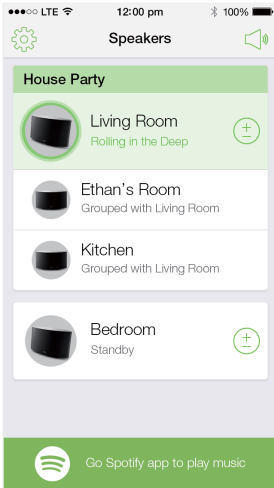 LTE 12:00 pm 100%
Speakers
House Party
Living Room
Rolling in the Deep
Ethan's Room
Grouped with Living Room
Kitchen
Grouped with Living Room
Bedroom
Standby
Go Spotify app to play music